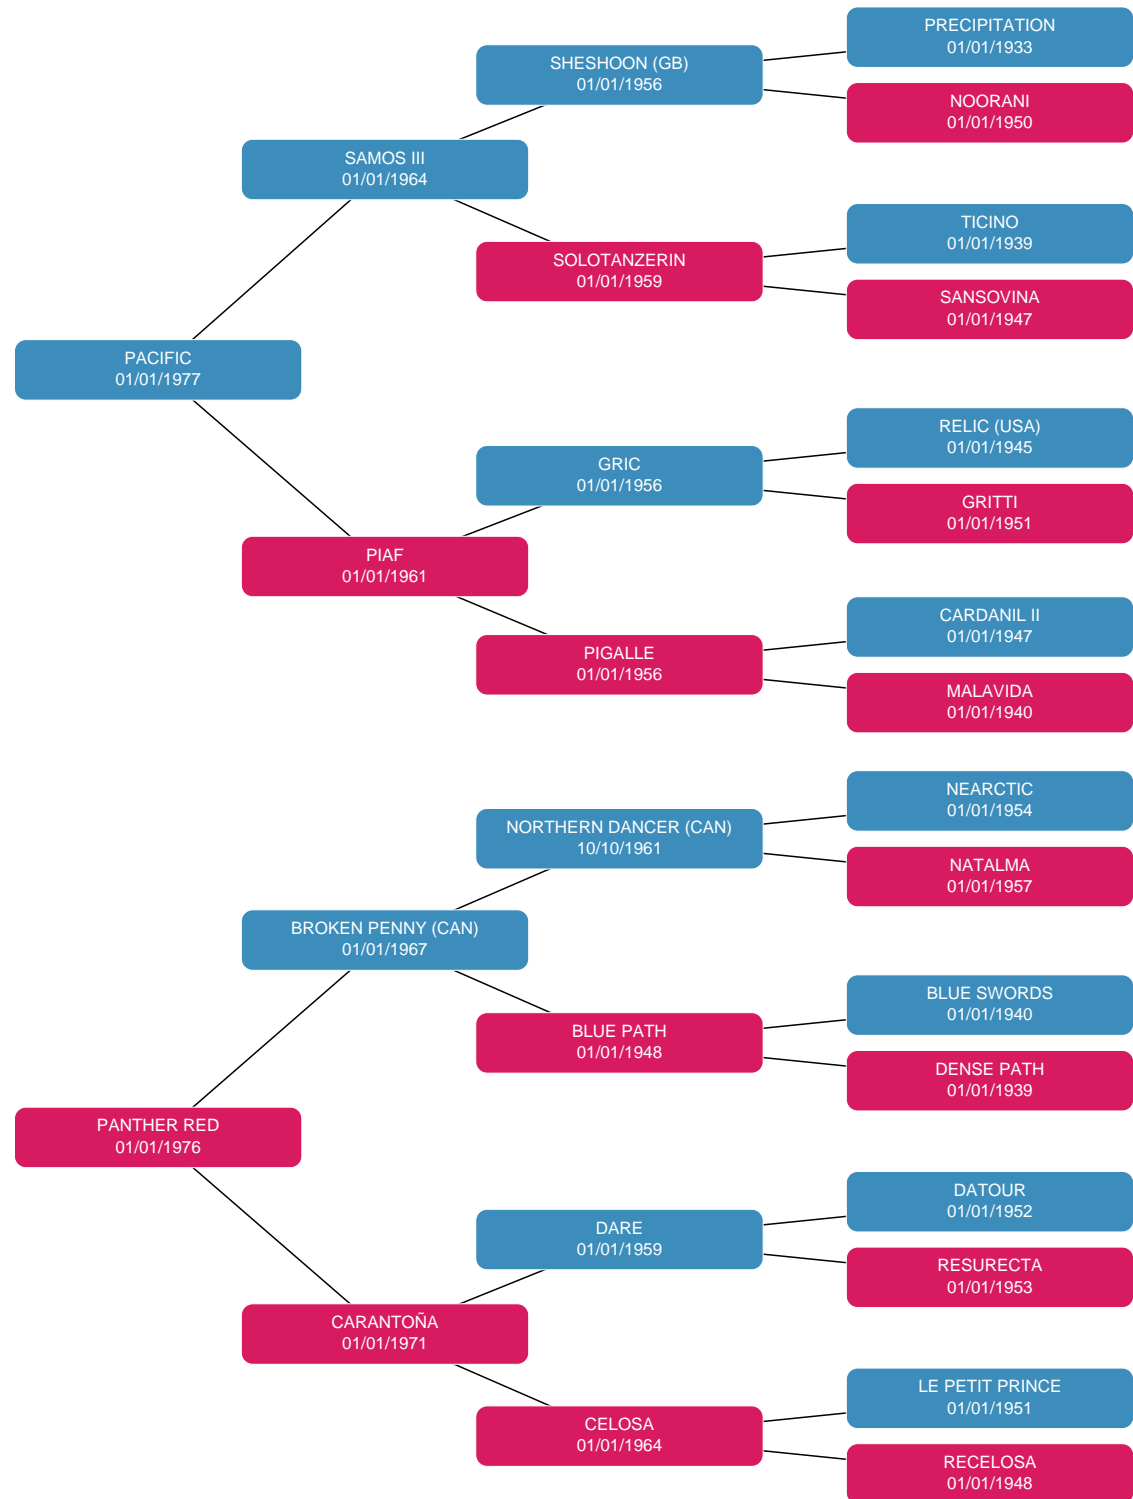 PRECIPITATION
01/01/1933
SHESHOON (GB)
01/01/1956
NOORANI
01/01/1950
SAMOS III
01/01/1964
TICINO
01/01/1939
SOLOTANZERIN
01/01/1959
SANSOVINA
01/01/1947
PACIFIC
01/01/1977
RELIC (USA)
01/01/1945
GRIC
01/01/1956
GRITTI
01/01/1951
PIAF
01/01/1961
CARDANIL II
01/01/1947
PIGALLE
01/01/1956
MALAVIDA
01/01/1940
NEARCTIC
01/01/1954
NORTHERN DANCER (CAN)
10/10/1961
NATALMA
01/01/1957
BROKEN PENNY (CAN)
01/01/1967
BLUE SWORDS
01/01/1940
BLUE PATH
01/01/1948
DENSE PATH
01/01/1939
PANTHER RED
01/01/1976
DATOUR
01/01/1952
DARE
01/01/1959
RESURECTA
01/01/1953
CARANTOÑA
01/01/1971
LE PETIT PRINCE
01/01/1951
CELOSA
01/01/1964
RECELOSA
01/01/1948